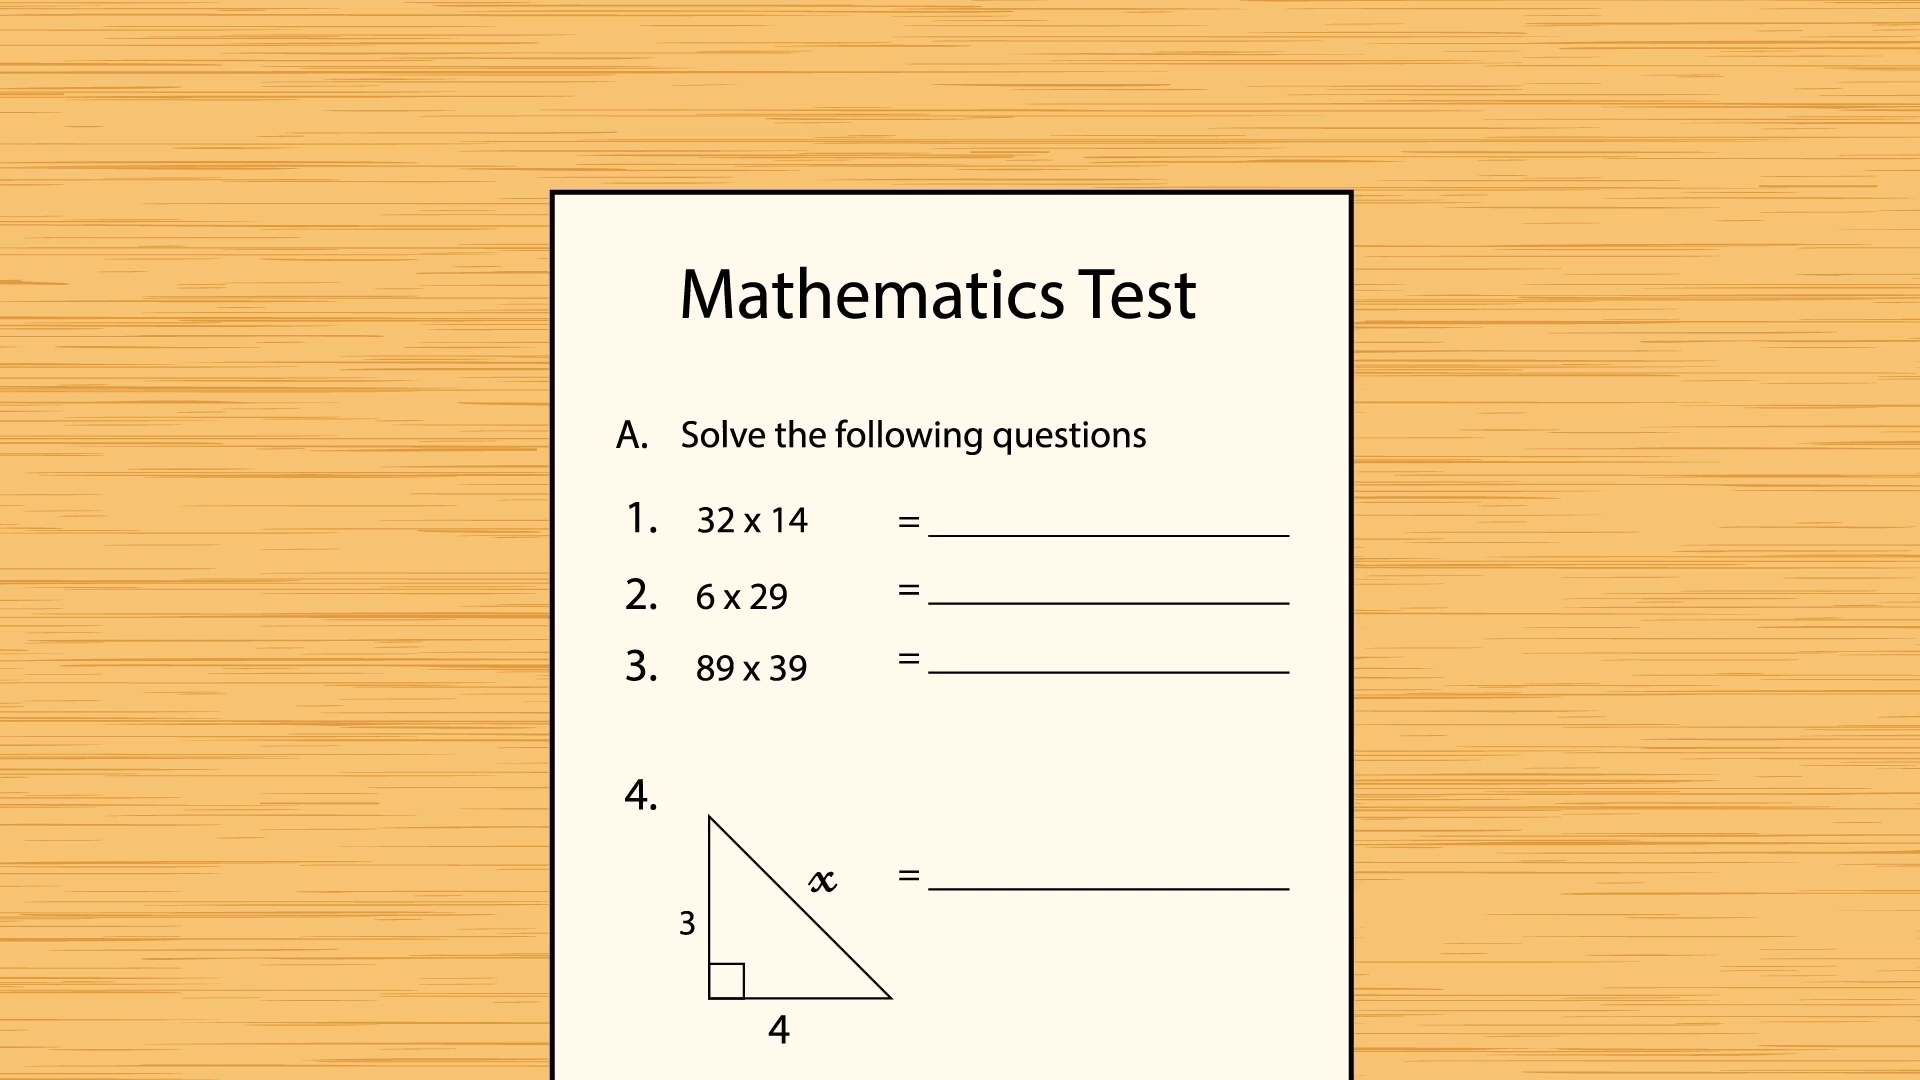 Mathematics Test
A. Solve the following questions
1. 32 x 14 =
2. 6 x 29 =
3. 89 x 39 =
4.
x =
3
4